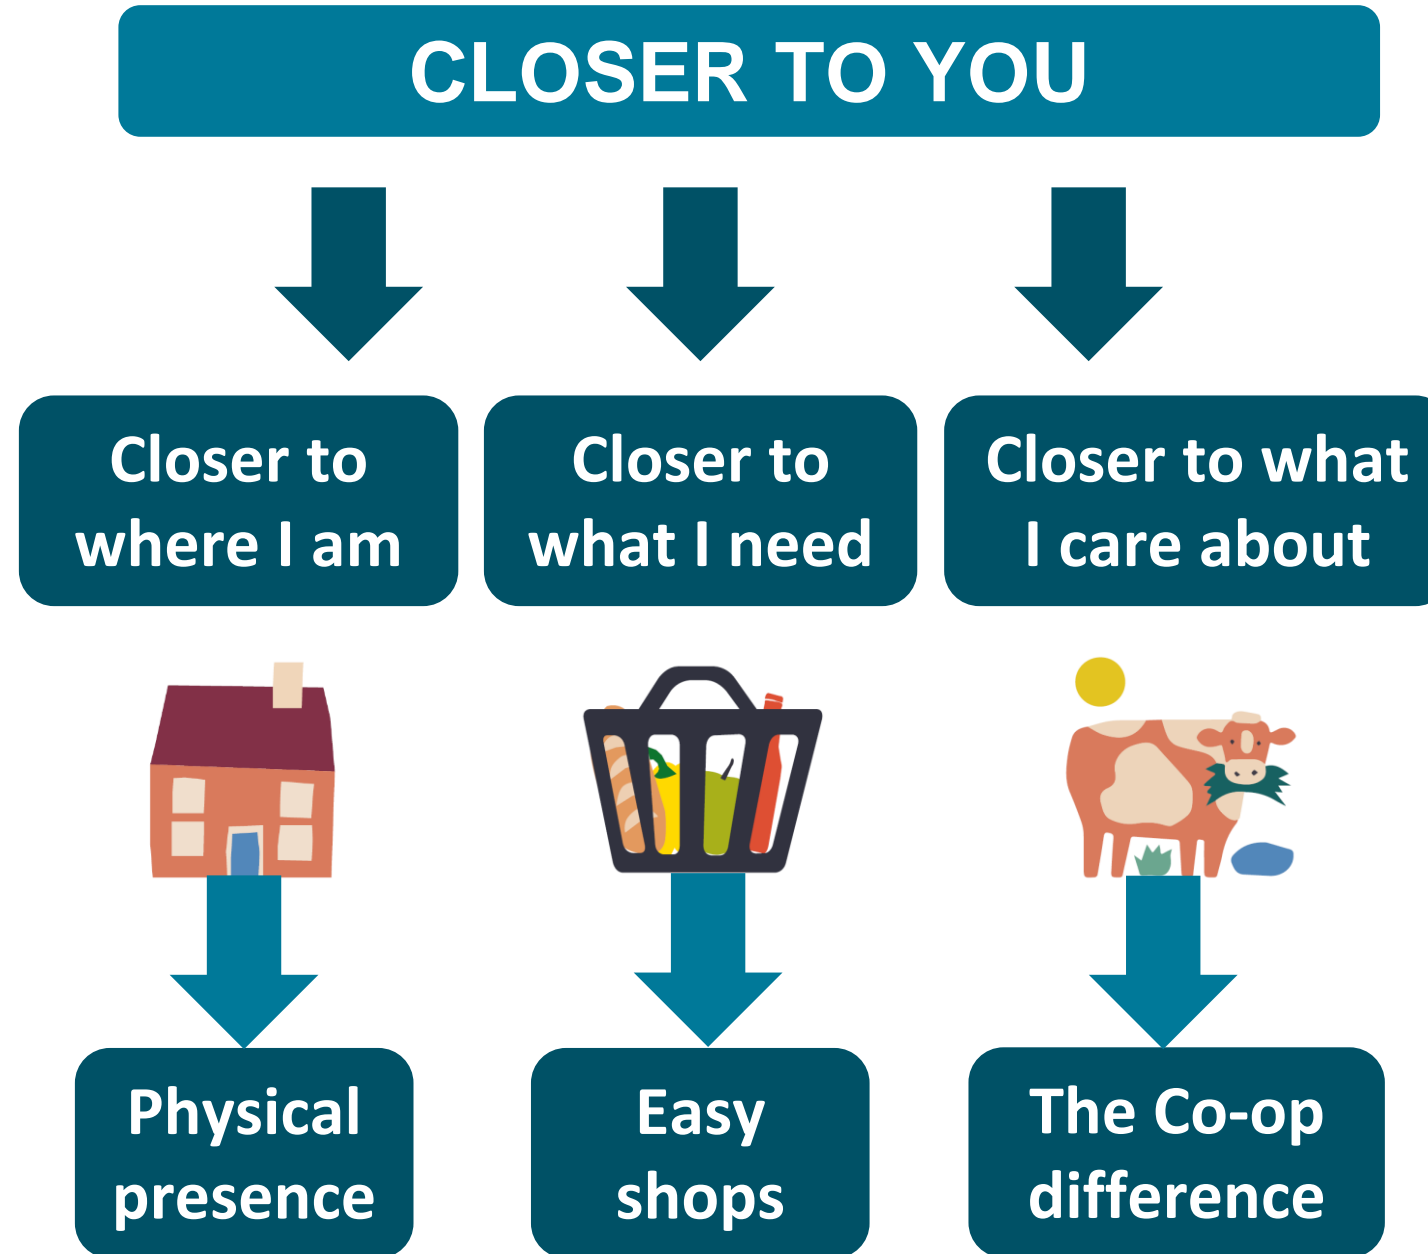 CLOSER TO YOU
Closer to
where I am
Closer to
what I need
Closer to what
I care about
Physical
presence
Easy
shops
The Co-op
difference